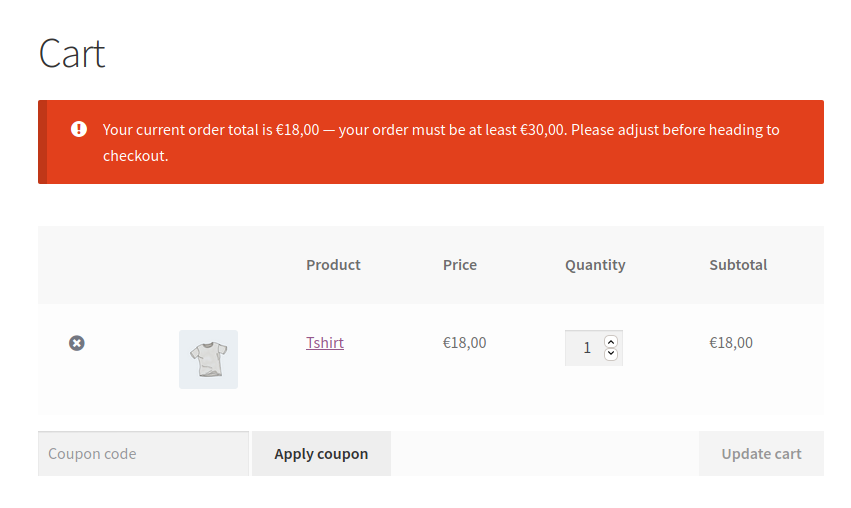 Cart
Your current order total is €18,00 — your order must be at least €30,00. Please adjust before heading to
checkout.
Product Price Quantity Subtotal
Tshirt €18,00 1 €18,00
Coupon code Apply coupon Update cart